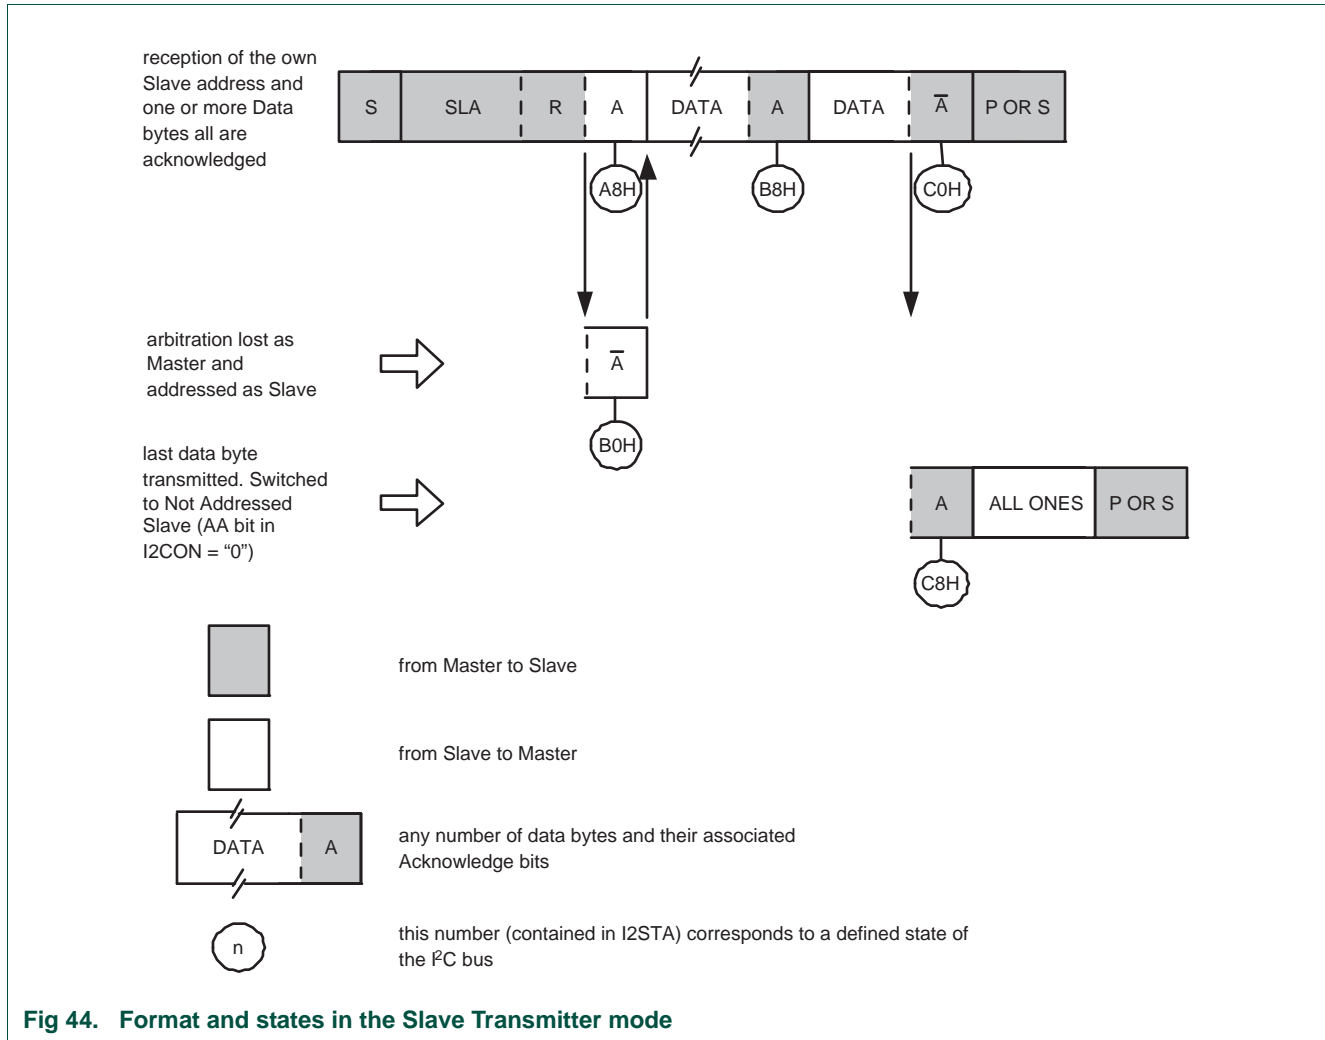 reception of the own
Slave address and
one or more Data
bytes all are
acknowledged
S SLA R A DATA A DATA A̅ P OR S
A8H B8H C0H
arbitration lost as
Master and
addressed as Slave
A̅
B0H
last data byte
transmitted. Switched
to Not Addressed
Slave (AA bit in
I2CON = “0”)
A ALL ONES P OR S
C8H
from Master to Slave
from Slave to Master
DATA A
any number of data bytes and their associated
Acknowledge bits
n
this number (contained in I2STA) corresponds to a defined state of
the I²C bus
Fig 44. Format and states in the Slave Transmitter mode